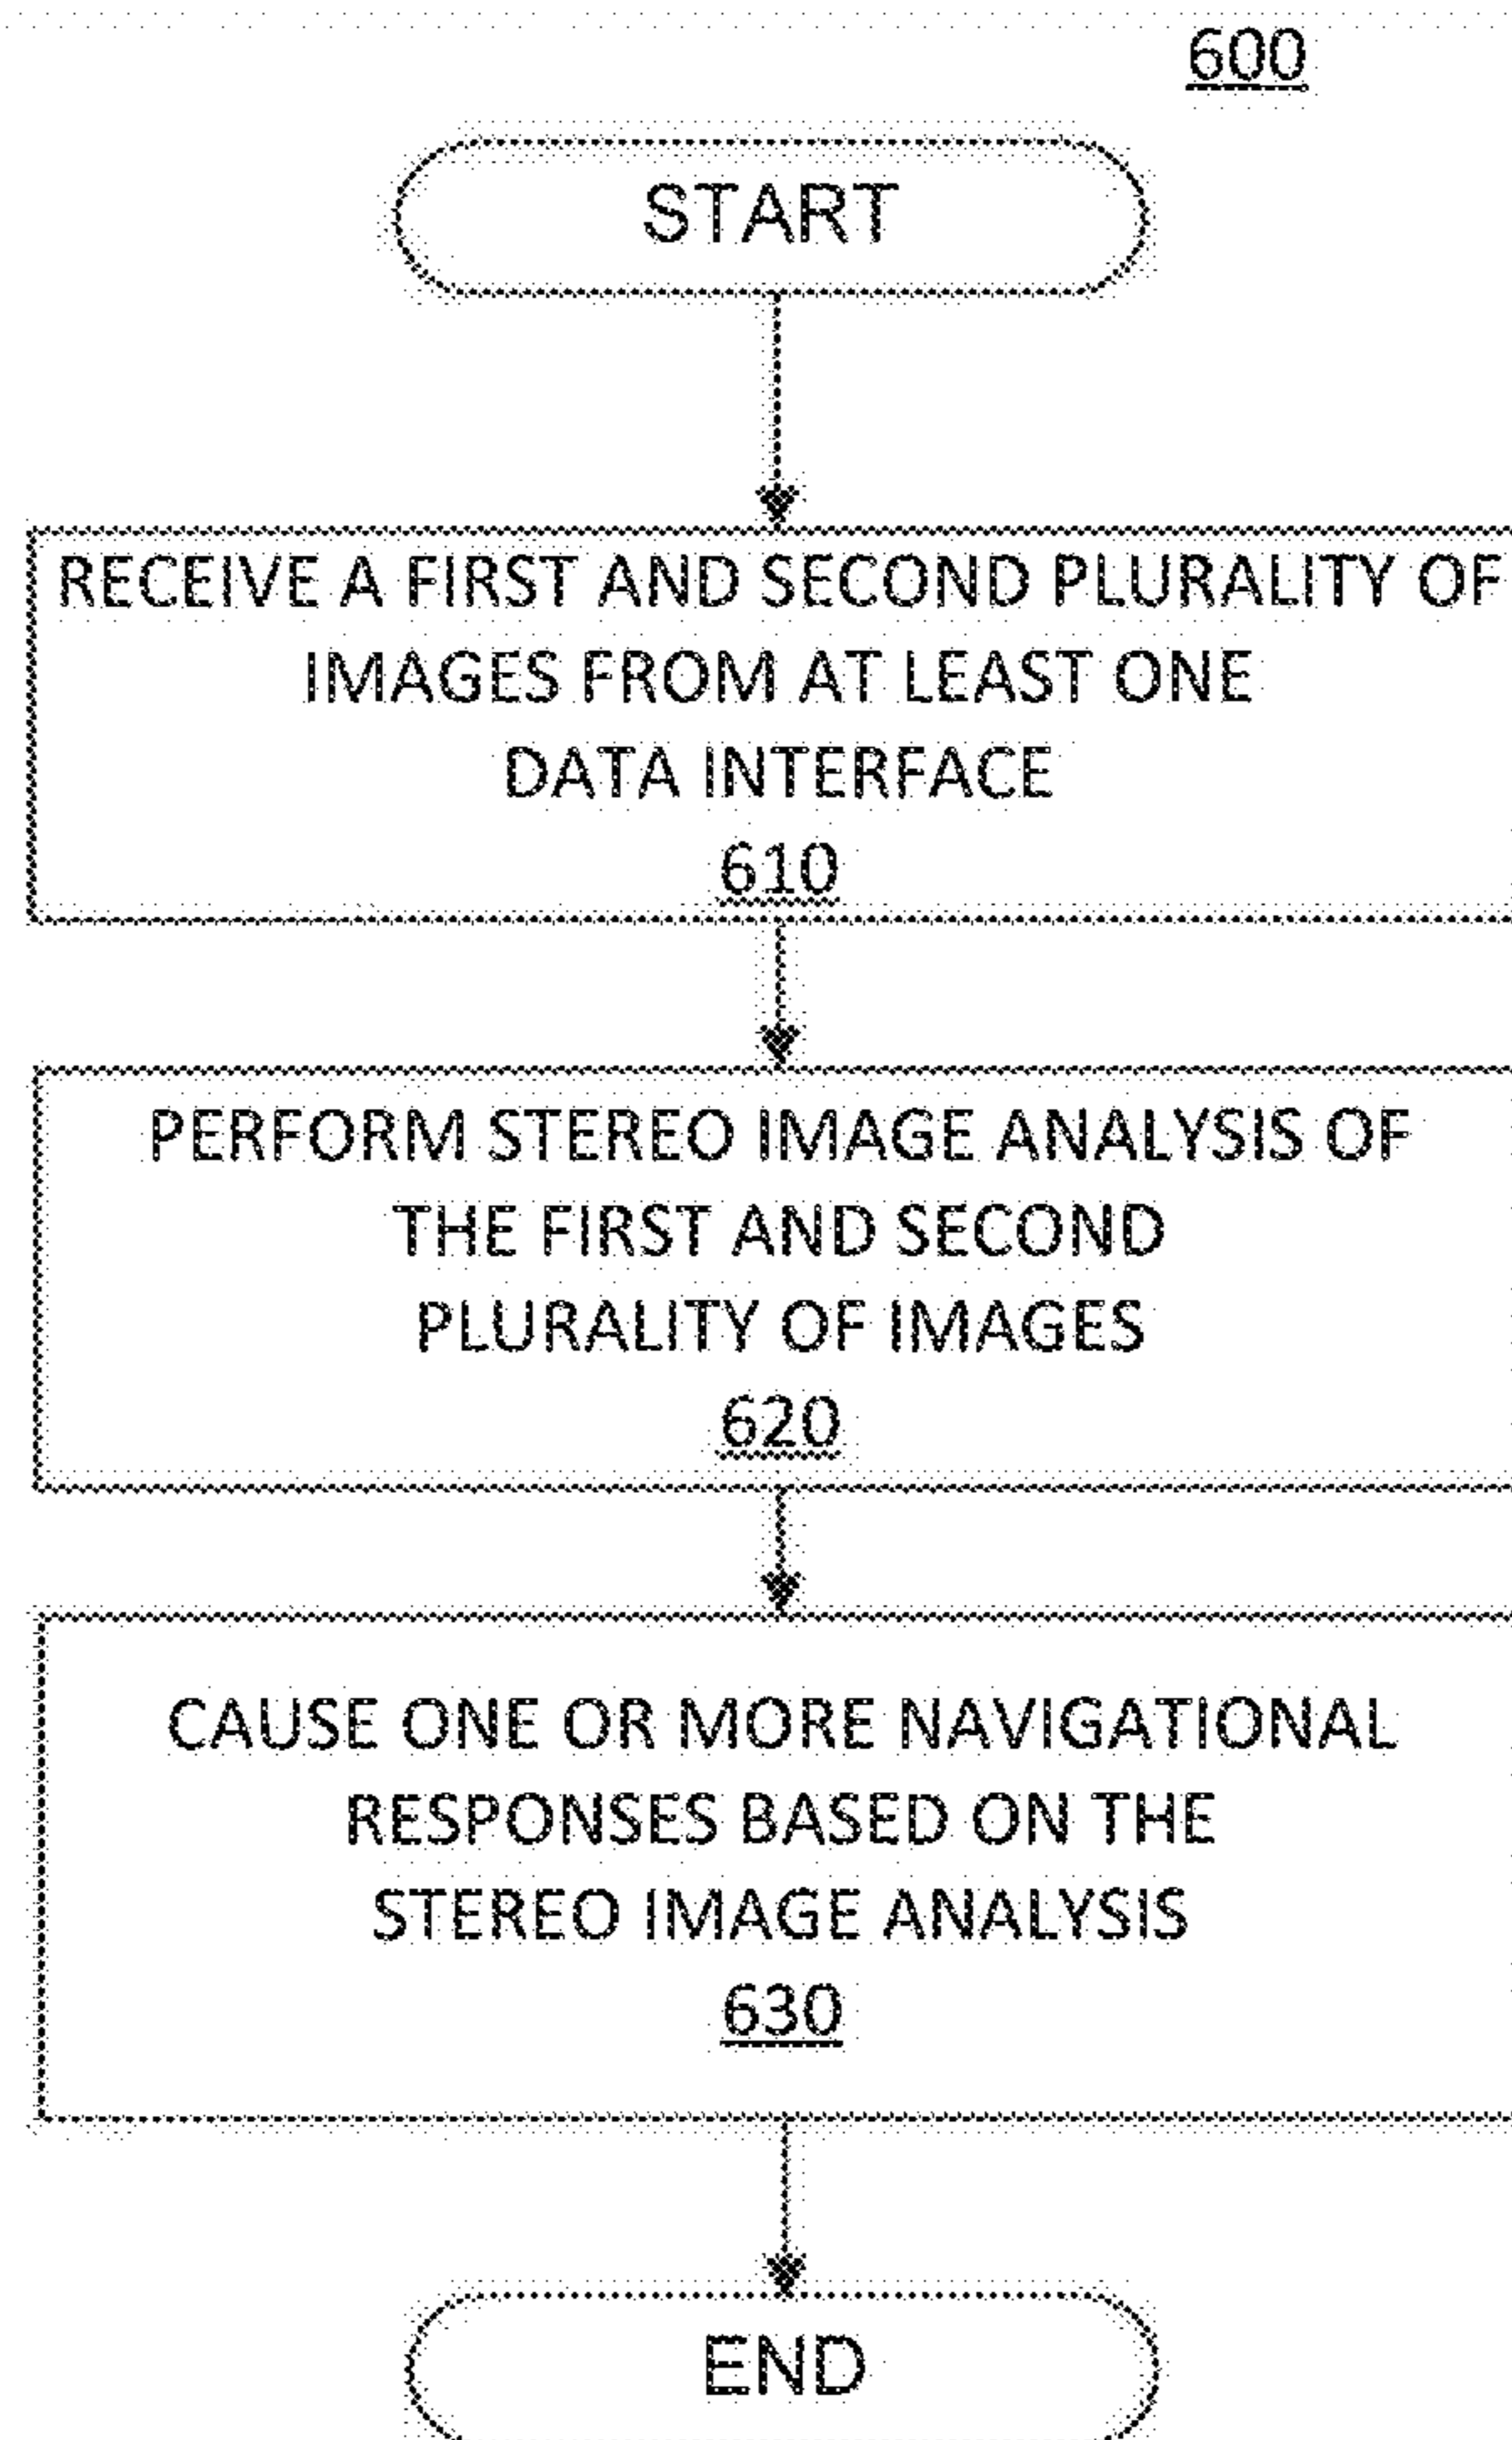 600
START
RECEIVE A FIRST AND SECOND PLURALITY OF
IMAGES FROM AT LEAST ONE
DATA INTERFACE
610
PERFORM STEREO IMAGE ANALYSIS OF
THE FIRST AND SECOND
PLURALITY OF IMAGES
620
CAUSE ONE OR MORE NAVIGATIONAL
RESPONSES BASED ON THE
STEREO IMAGE ANALYSIS
630
END